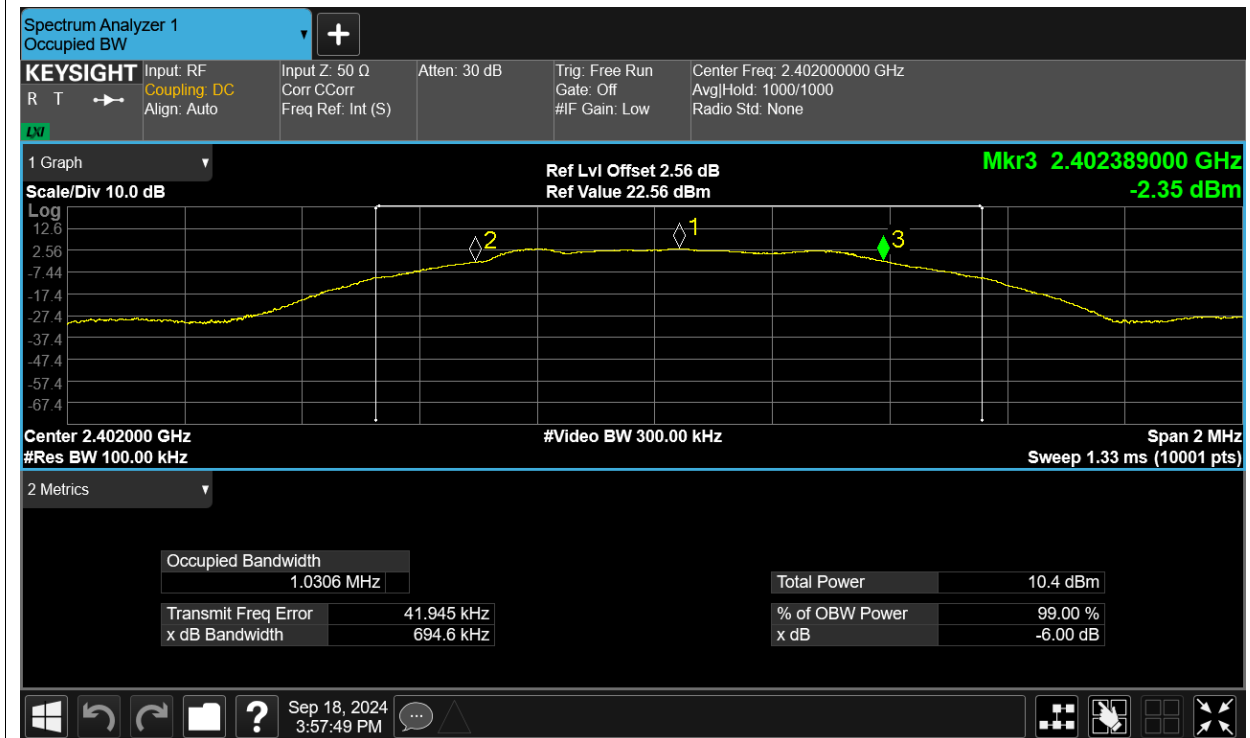 Spectrum Analyzer 1
Occupied BW
KEYSIGHT
R T
LXI
Input: RF
Coupling: DC
Align: Auto
Input Z: 50 Ω
Corr CCorr
Freq Ref: Int (S)
Atten: 30 dB
Trig: Free Run
Gate: Off
#IF Gain: Low
Center Freq: 2.402000000 GHz
Avg|Hold: 1000/1000
Radio Std: None
1 Graph
Scale/Div 10.0 dB
Ref Lvl Offset 2.56 dB
Ref Value 22.56 dBm
Mkr3 2.402389000 GHz
-2.35 dBm
Log
12.6
2.56
-7.44
-17.4
-27.4
-37.4
-47.4
-57.4
-67.4
2
1
3
Center 2.402000 GHz
#Video BW 300.00 kHz
Span 2 MHz
#Res BW 100.00 kHz
Sweep 1.33 ms (10001 pts)
2 Metrics
Occupied Bandwidth
1.0306 MHz
Total Power 10.4 dBm
Transmit Freq Error 41.945 kHz
% of OBW Power 99.00 %
x dB Bandwidth 694.6 kHz
x dB -6.00 dB
?
Sep 18, 2024
3:57:49 PM